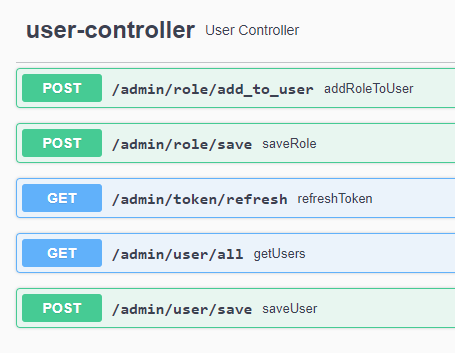 user-controller User Controller
POST /admin/role/add_to_user addRoleToUser
POST /admin/role/save saveRole
GET /admin/token/refresh refreshToken
GET /admin/user/all getUsers
POST /admin/user/save saveUser